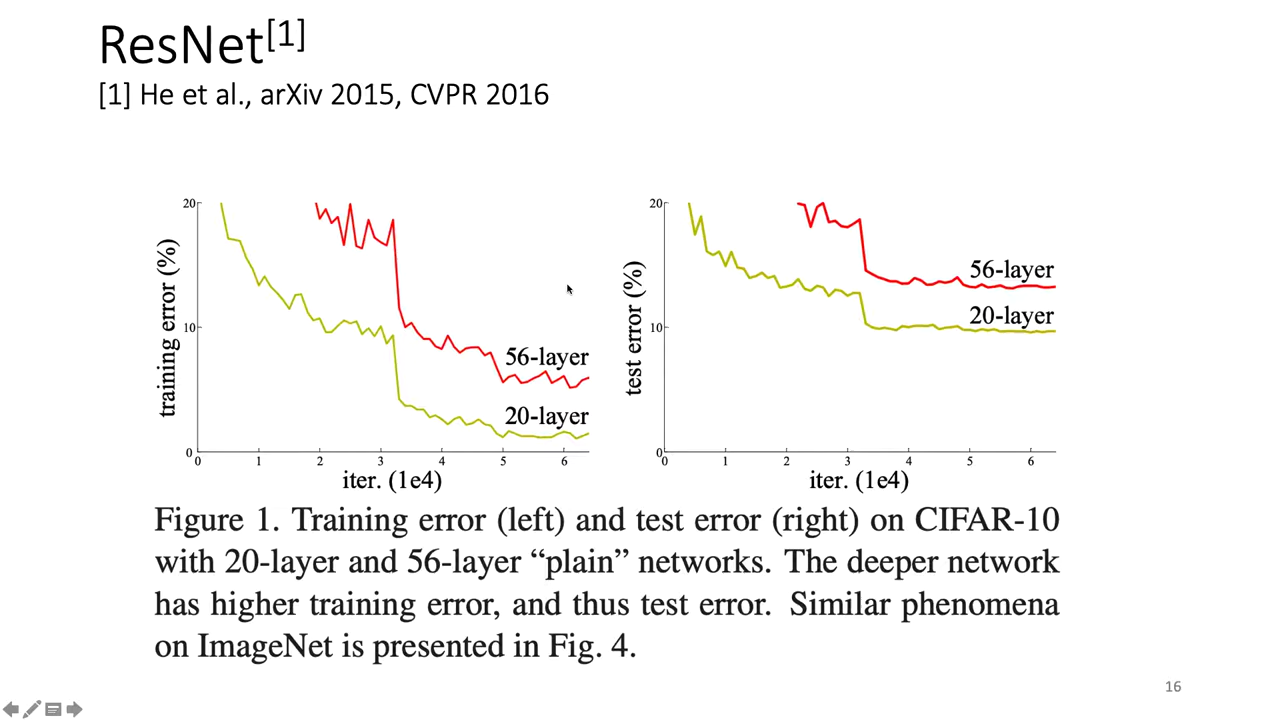 ResNet[1]
[1] He et al., arXiv 2015, CVPR 2016
20
10
0
training error (%)
0 1 2 3 4 5 6
iter. (1e4)
56-layer
20-layer
20
10
0
test error (%)
0 1 2 3 4 5 6
iter. (1e4)
56-layer
20-layer
Figure 1. Training error (left) and test error (right) on CIFAR-10
with 20-layer and 56-layer “plain” networks. The deeper network
has higher training error, and thus test error. Similar phenomena
on ImageNet is presented in Fig. 4.
16